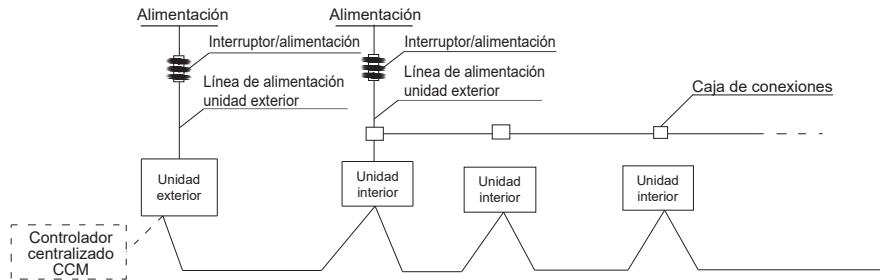 Alimentación
Alimentación
Interruptor/alimentación
Interruptor/alimentación
Línea de alimentación
unidad exterior
Línea de alimentación
unidad exterior
Caja de conexiones
Unidad
exterior
Unidad
interior
Unidad
interior
Unidad
interior
Controlador
centralizado
CCM